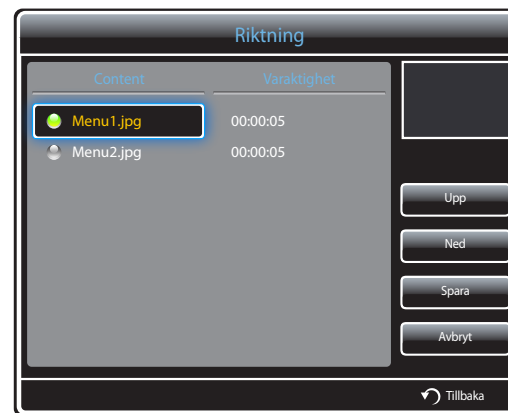 Riktning
Content Varaktighet
Menu1.jpg 00:00:05
Menu2.jpg 00:00:05
Upp
Ned
Spara
Avbryt
Tillbaka